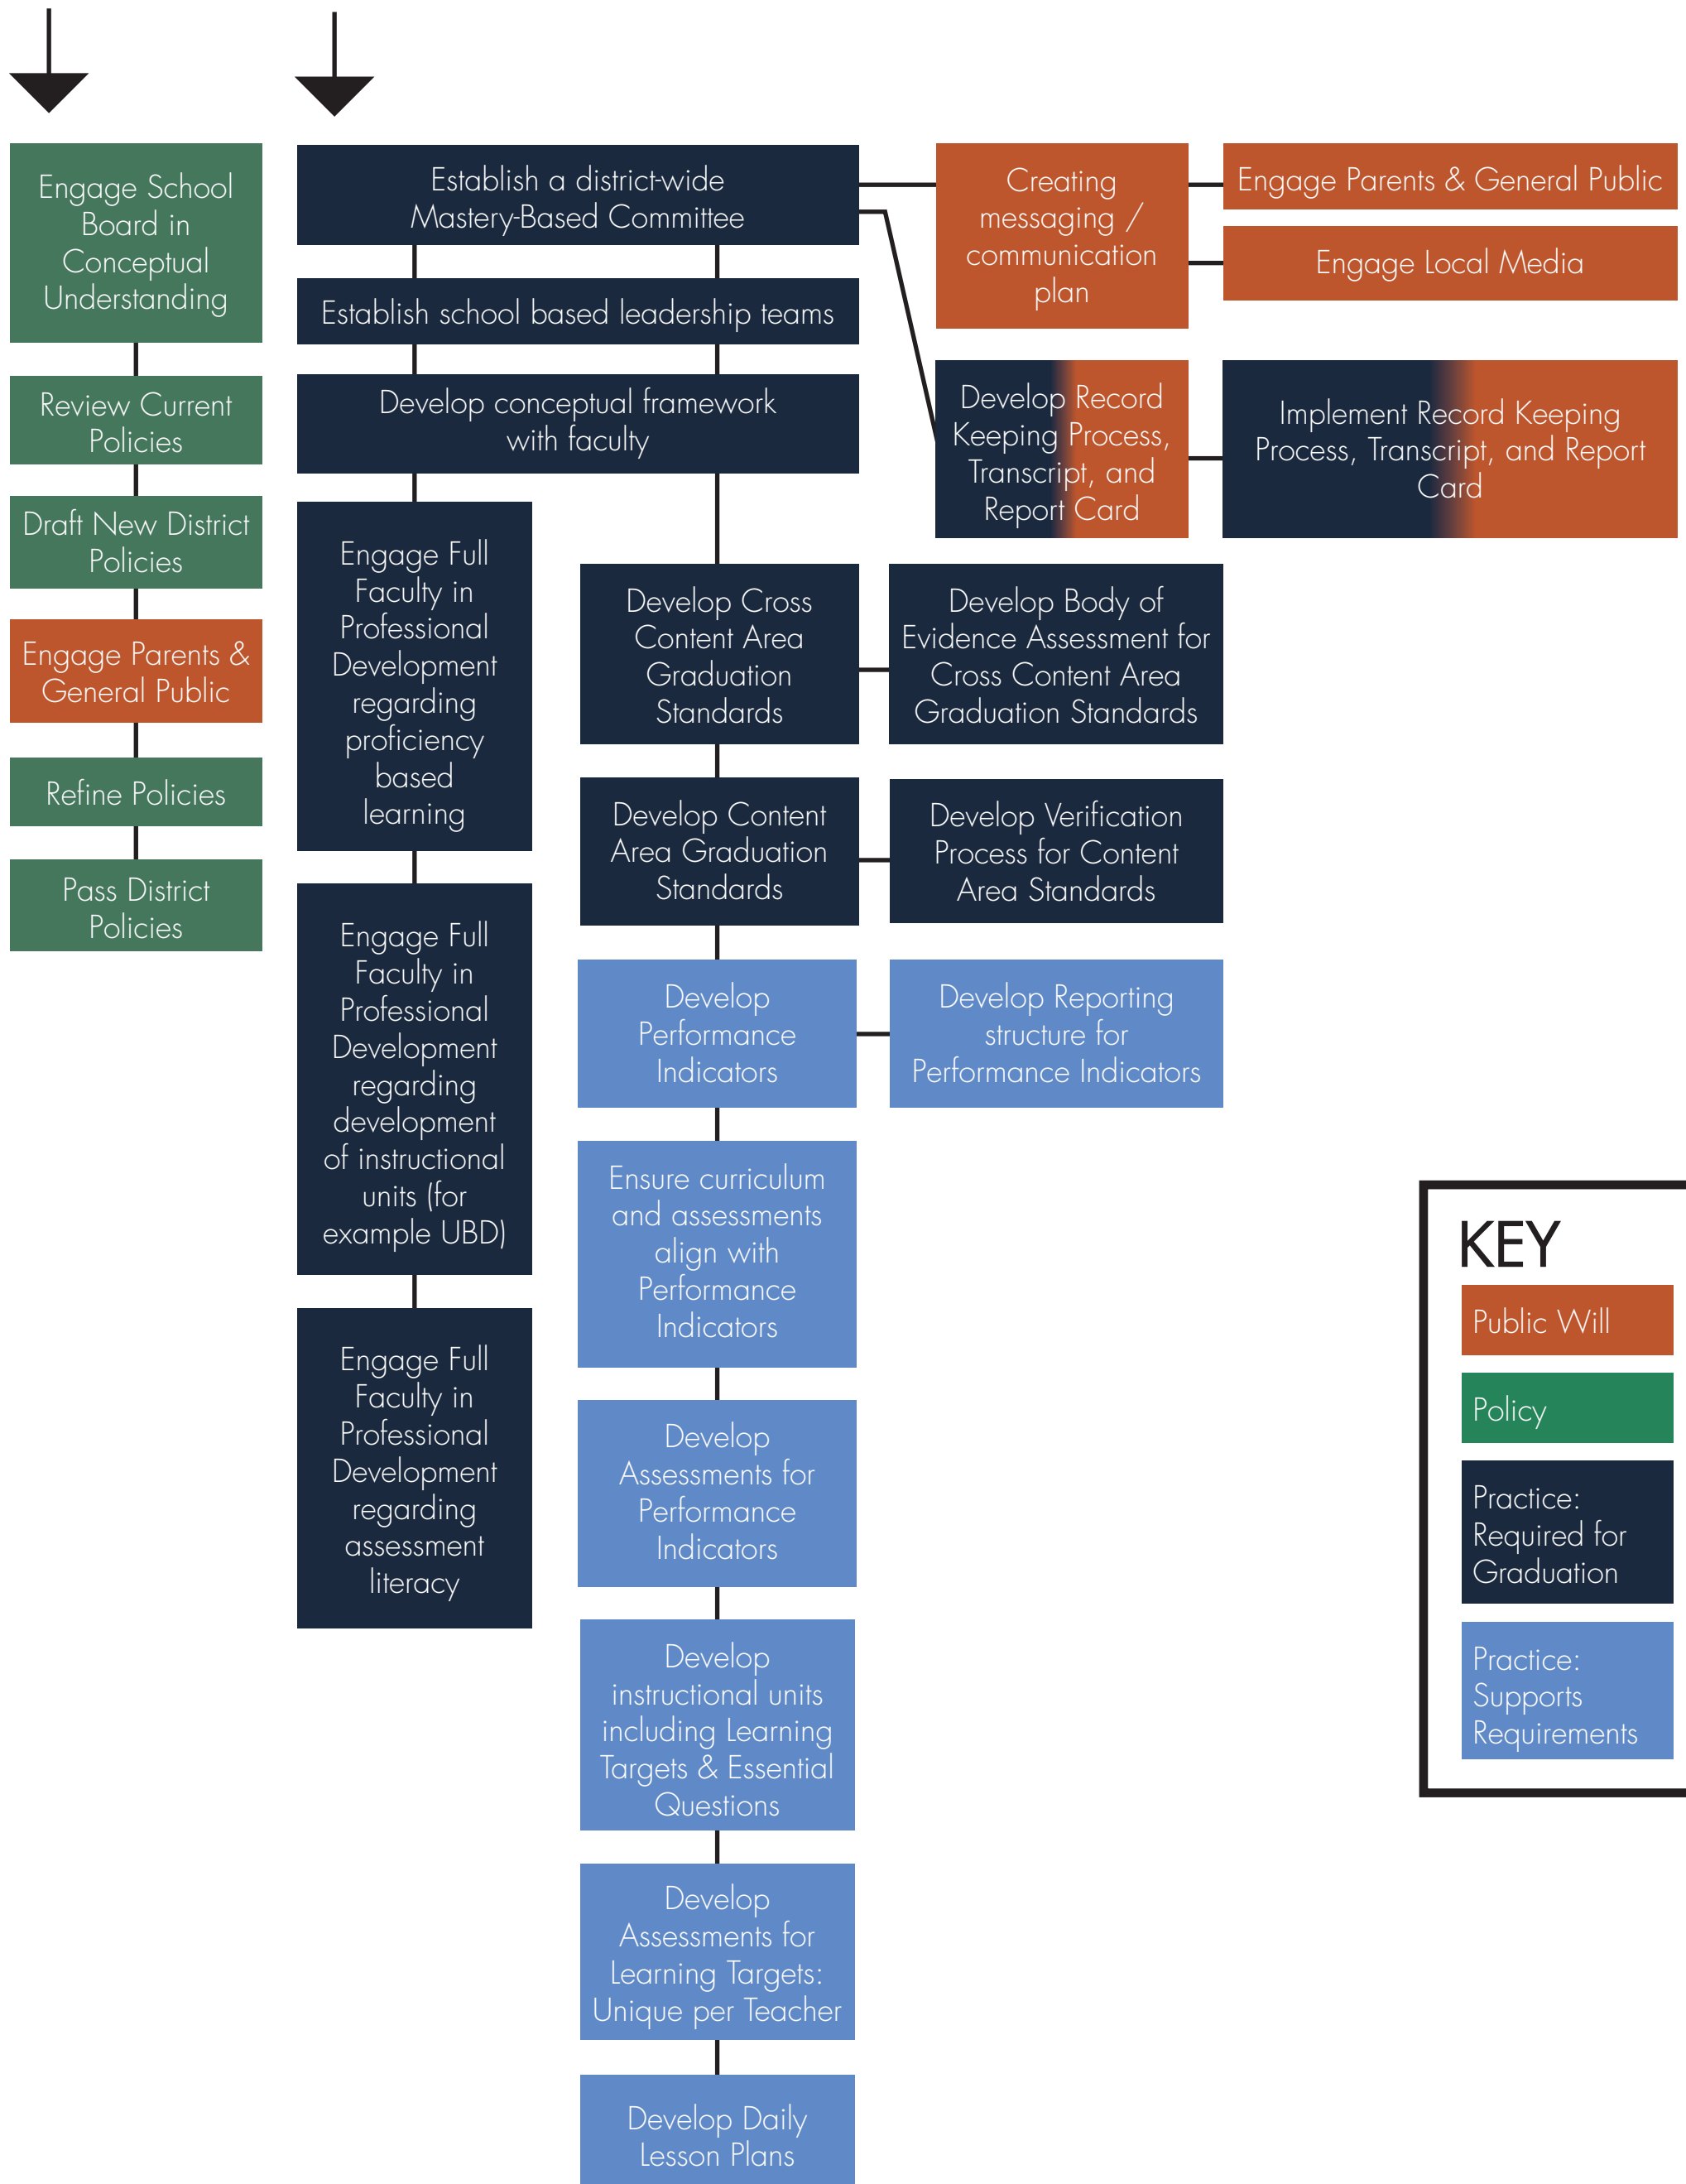 Engage School
Board in
Conceptual
Understanding
Review Current
Policies
Draft New District
Policies
Engage Parents &
General Public
Refine Policies
Pass District
Policies
Establish a district-wide
Mastery-Based Committee
Establish school based leadership teams
Develop conceptual framework
with faculty
Engage Full
Faculty in
Professional
Development
regarding
proficiency
based
learning
Engage Full
Faculty in
Professional
Development
regarding
development
of instructional
units (for
example UBD)
Engage Full
Faculty in
Professional
Development
regarding
assessment
literacy
Develop Cross
Content Area
Graduation
Standards
Develop Content
Area Graduation
Standards
Develop
Performance
Indicators
Ensure curriculum
and assessments
align with
Performance
Indicators
Develop
Assessments for
Performance
Indicators
Develop
instructional units
including Learning
Targets & Essential
Questions
Develop
Assessments for
Learning Targets:
Unique per Teacher
Develop Daily
Lesson Plans
Develop Body of
Evidence Assessment for
Cross Content Area
Graduation Standards
Develop Verification
Process for Content
Area Standards
Develop Reporting
structure for
Performance Indicators
Creating
messaging /
communication
plan
Engage Parents & General Public
Engage Local Media
Develop Record
Keeping Process,
Transcript, and
Report Card
Implement Record Keeping
Process, Transcript, and Report
Card
KEY
Public Will
Policy
Practice:
Required for
Graduation
Practice:
Supports
Requirements